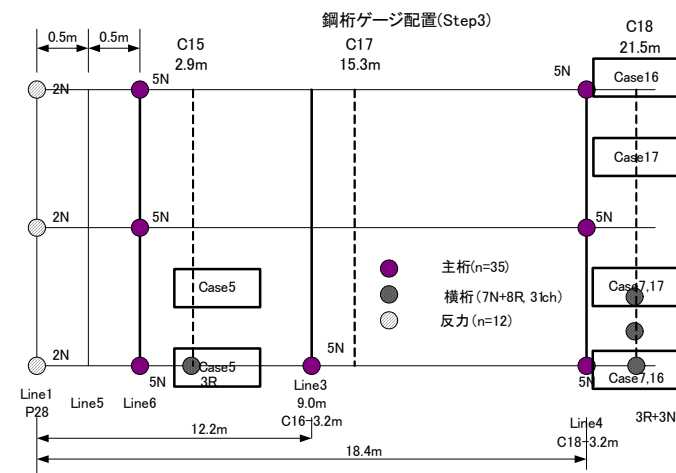 鋼桁ゲージ配置(Step3)
0.5m
0.5m
C15
2.9m
C17
15.3m
C18
21.5m
2N
5N
5N
Case16
Case17
2N
5N
5N
主桁(n=35)
横桁(7N+8R, 31ch)
反力(n=12)
Case5
Case7,17
2N
5N
3R
Case5
5N
5N
Case7,16
Line1
P28
Line5
Line6
Line3
9.0m
C16-3.2m
Line4
C18-3.2m
3R+3N
12.2m
18.4m